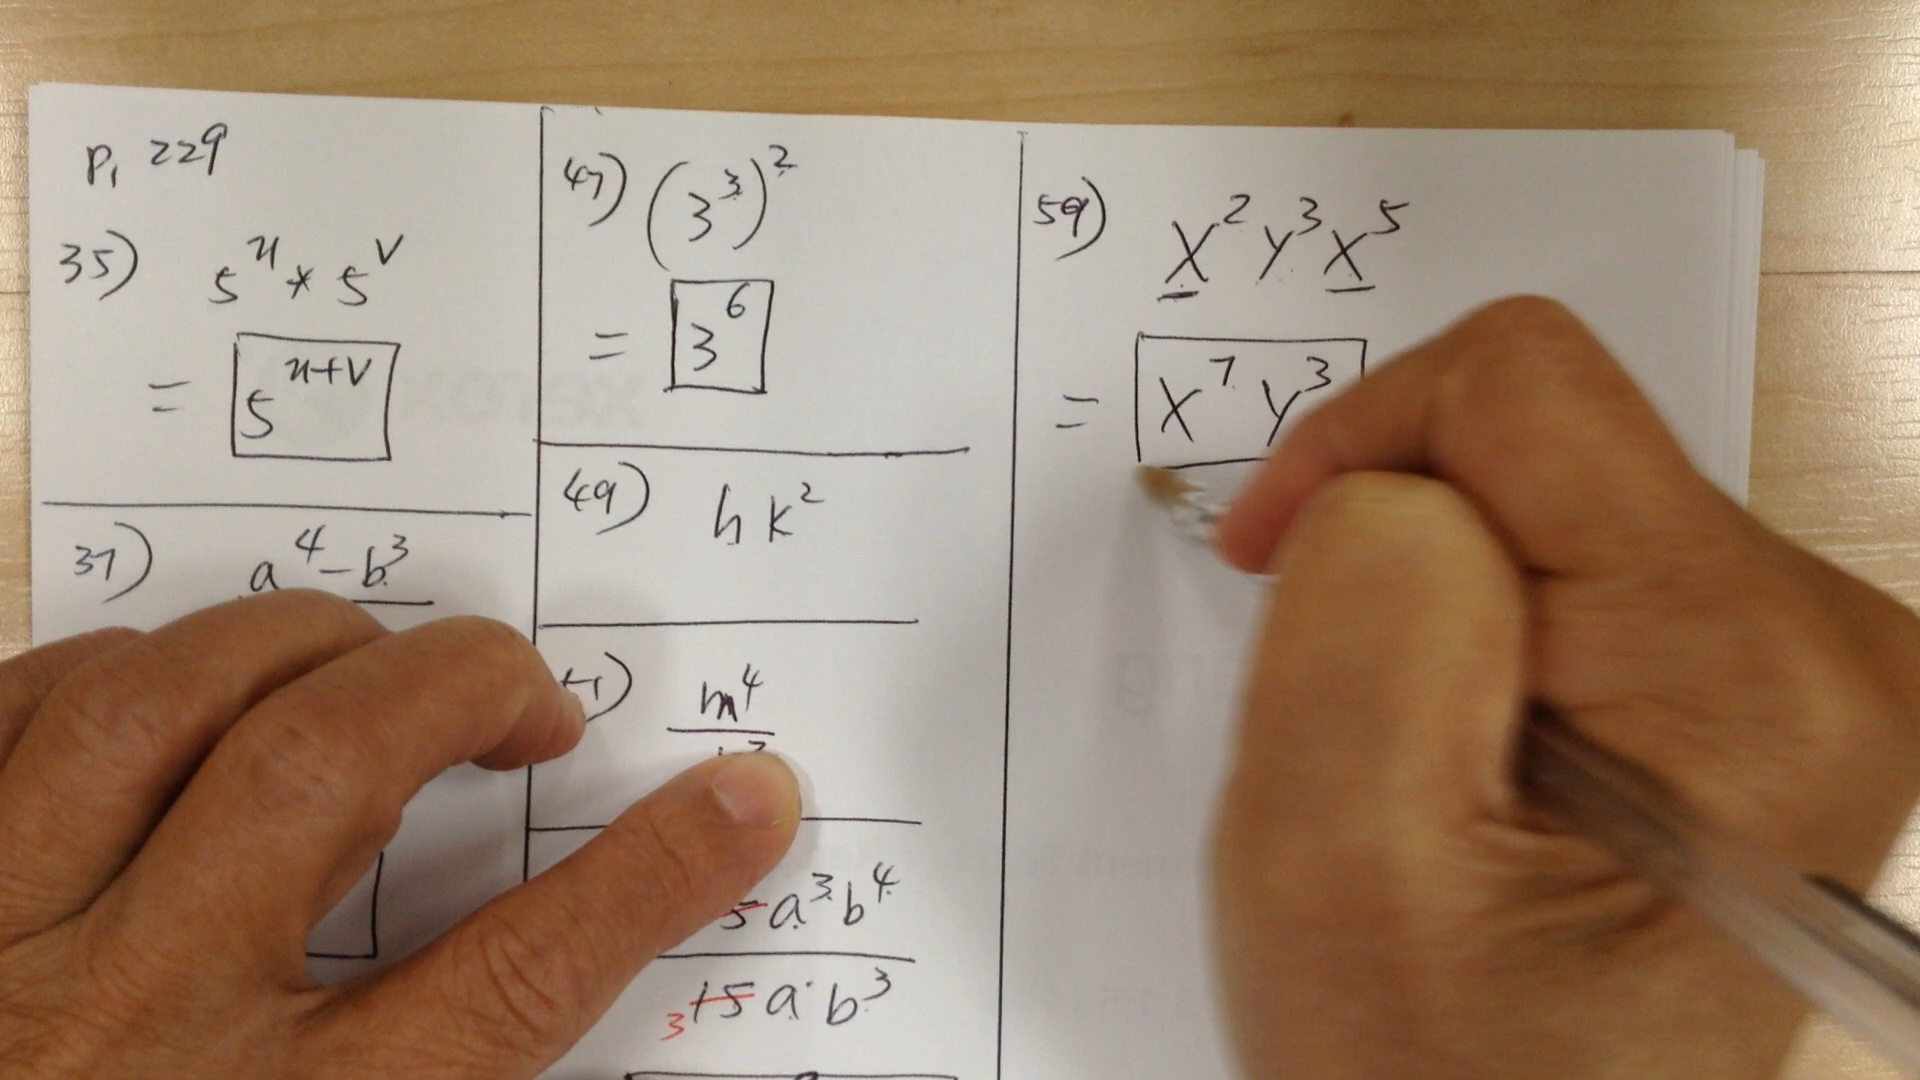 p. 229
35) 5^u * 5^v
= 5^(u+v)
37) a^4 - b^3
47) (3^3)^2
= 3^6
49) h k^2
m^4
5 a^3 b^4
3 15 a b^3
59) x^2 y^3 x^5
= x^7 y^3
xerox